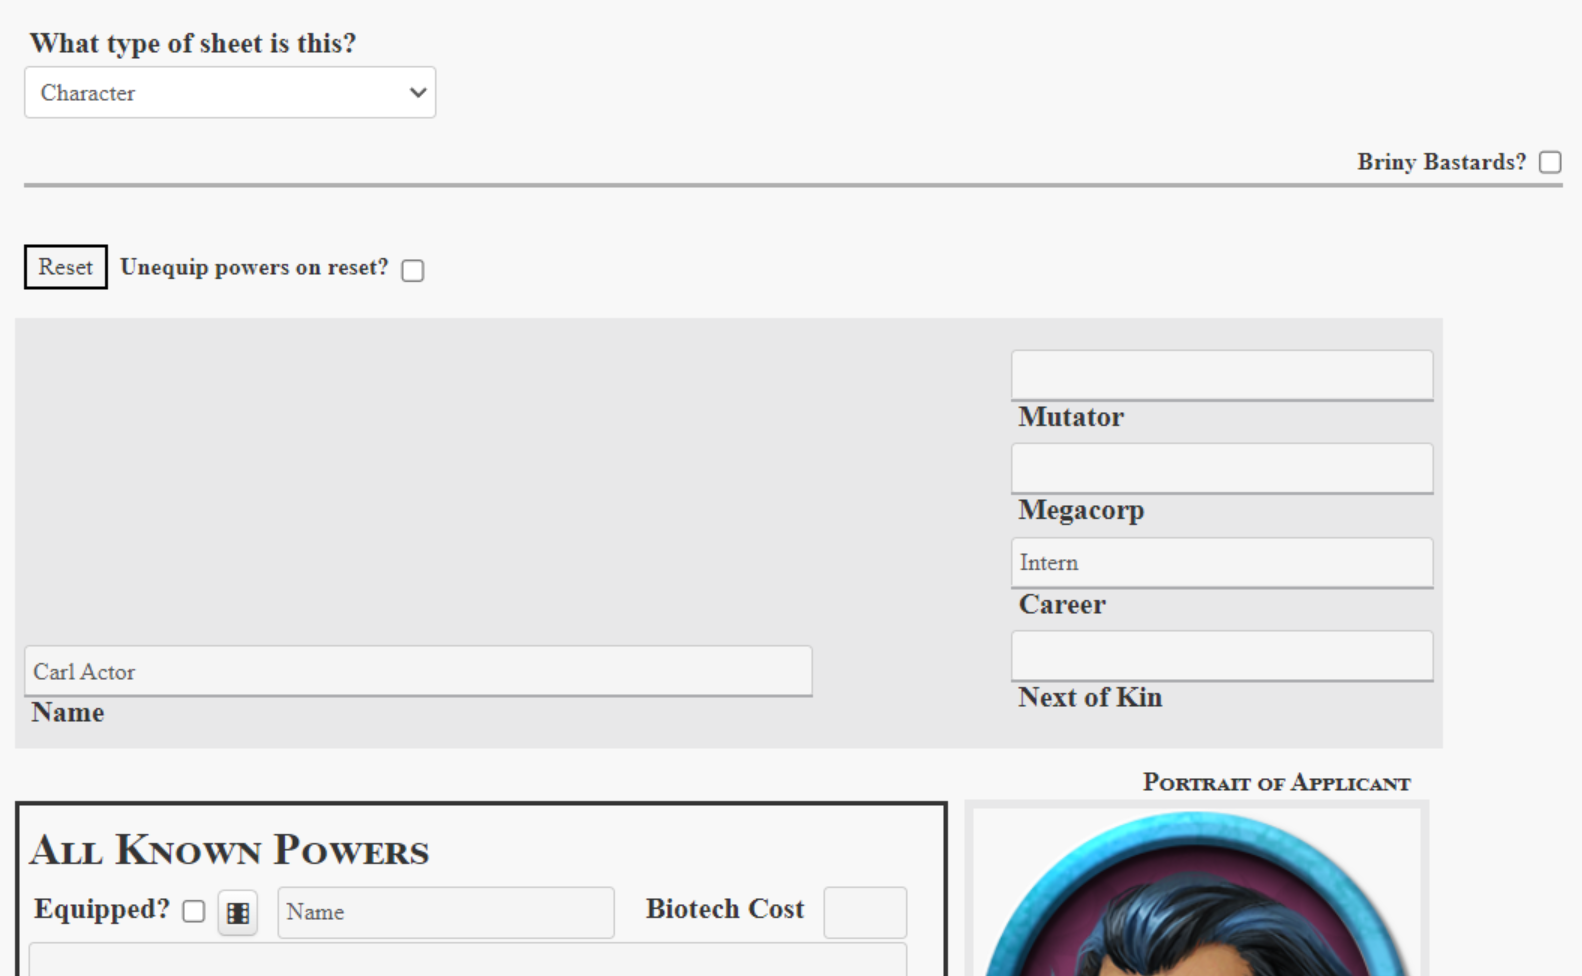 What type of sheet is this?
Character
Briny Bastards?
Reset Unequip powers on reset?
Mutator
Megacorp
Intern
Career
Next of Kin
Carl Actor
Name
Portrait of Applicant
All Known Powers
Equipped? Name Biotech Cost